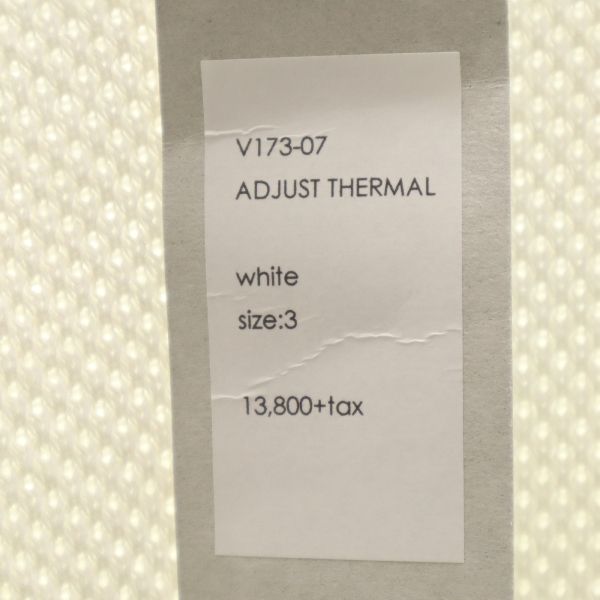 V173-07
ADJUST THERMAL
white
size:3
13,800+tax